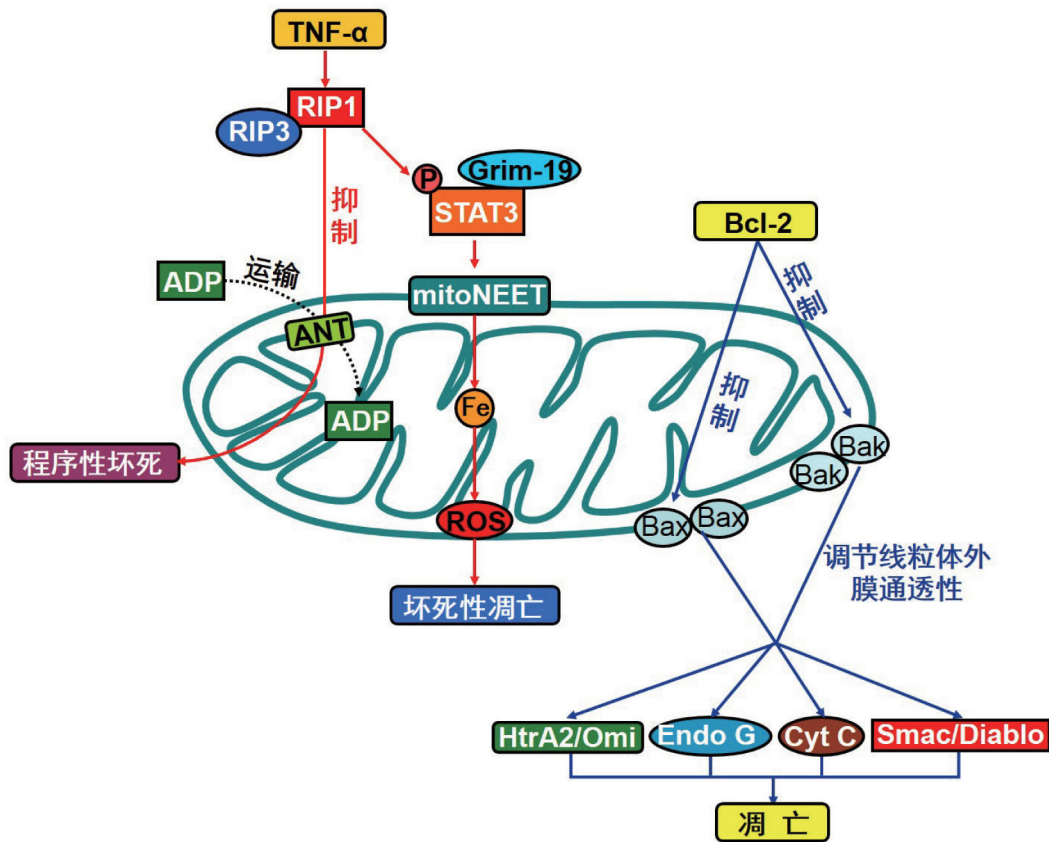 TNF-α
RIP1
RIP3
P
Grim-19
STAT3
抑制
Bcl-2
ADP
运输
抑制
mitoNEET
ANT
抑制
Fe
ADP
Bak
Bak
程序性坏死
ROS
Bax
Bax
调节线粒体外
膜通透性
坏死性凋亡
HtrA2/Omi
Endo G
Cyt C
Smac/Diablo
凋 亡